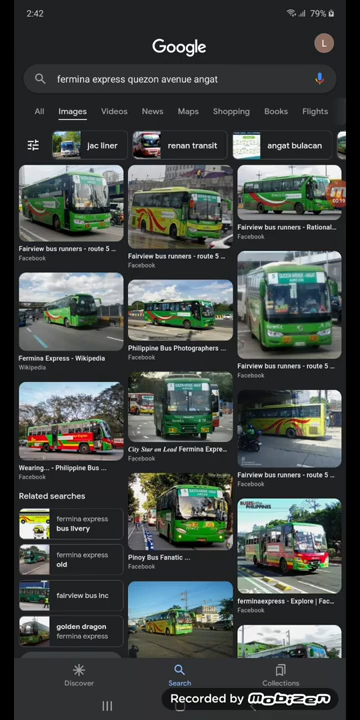 2:42
79%
Google
L
fermina express quezon avenue angat
All Images Videos News Maps Shopping Books Flights
jac liner
renan transit
angat bulacan
Fairview bus runners - route 5 ...
Facebook
Fairview bus runners - route 5 ...
Facebook
Fairview bus runners - Rational...
Facebook
Fermina Express - Wikipedia
Wikipedia
Philippine Bus Photographers ...
Facebook
Fairview bus runners - route 5 ...
Facebook
Wearing... - Philippine Bus ...
Facebook
City Star on Lead Fermina Expre...
Facebook
Fairview bus runners - route 5 ...
Facebook
Related searches
fermina express
bus livery
fermina express
old
fairview bus inc
golden dragon
fermina express
Pinoy Bus Fanatic ...
Facebook
ferminaexpress - Explore | Fac...
Facebook
Discover
Search
Collections
Recorded by MOBIZEN